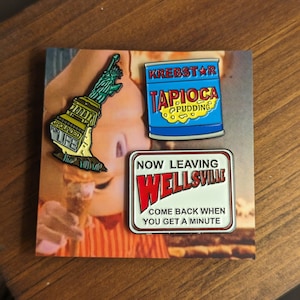 KREBSTAR
TAPIOCA
PUDDING
NOW LEAVING
WELLSVILLE
COME BACK WHEN
YOU GET A MINUTE